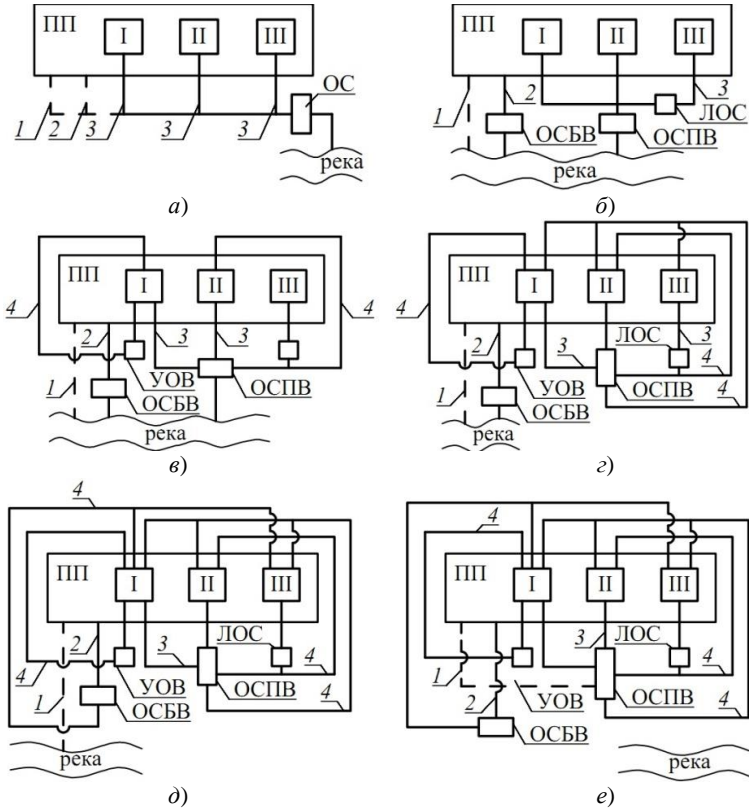 ПП I II III
ОС
1 2 3 3 3
река
а)
ПП I II III
1 2 3
ЛОС
ОСБВ ОСПВ
река
б)
ПП I II III
4 4
2 3 3
1 УОВ ОСПВ
ОСБВ
река
в)
ПП I II III
4
2 3 ЛОС 3
4
1 УОВ ОСПВ 4
ОСБВ
река
г)
4
ПП I II III
2 3 ЛОС
4 4
1 УОВ ОСПВ
ОСБВ 4
река
д)
4
ПП I II III
3 ЛОС
1 4
2 УОВ ОСПВ 4
ОСБВ
река
е)